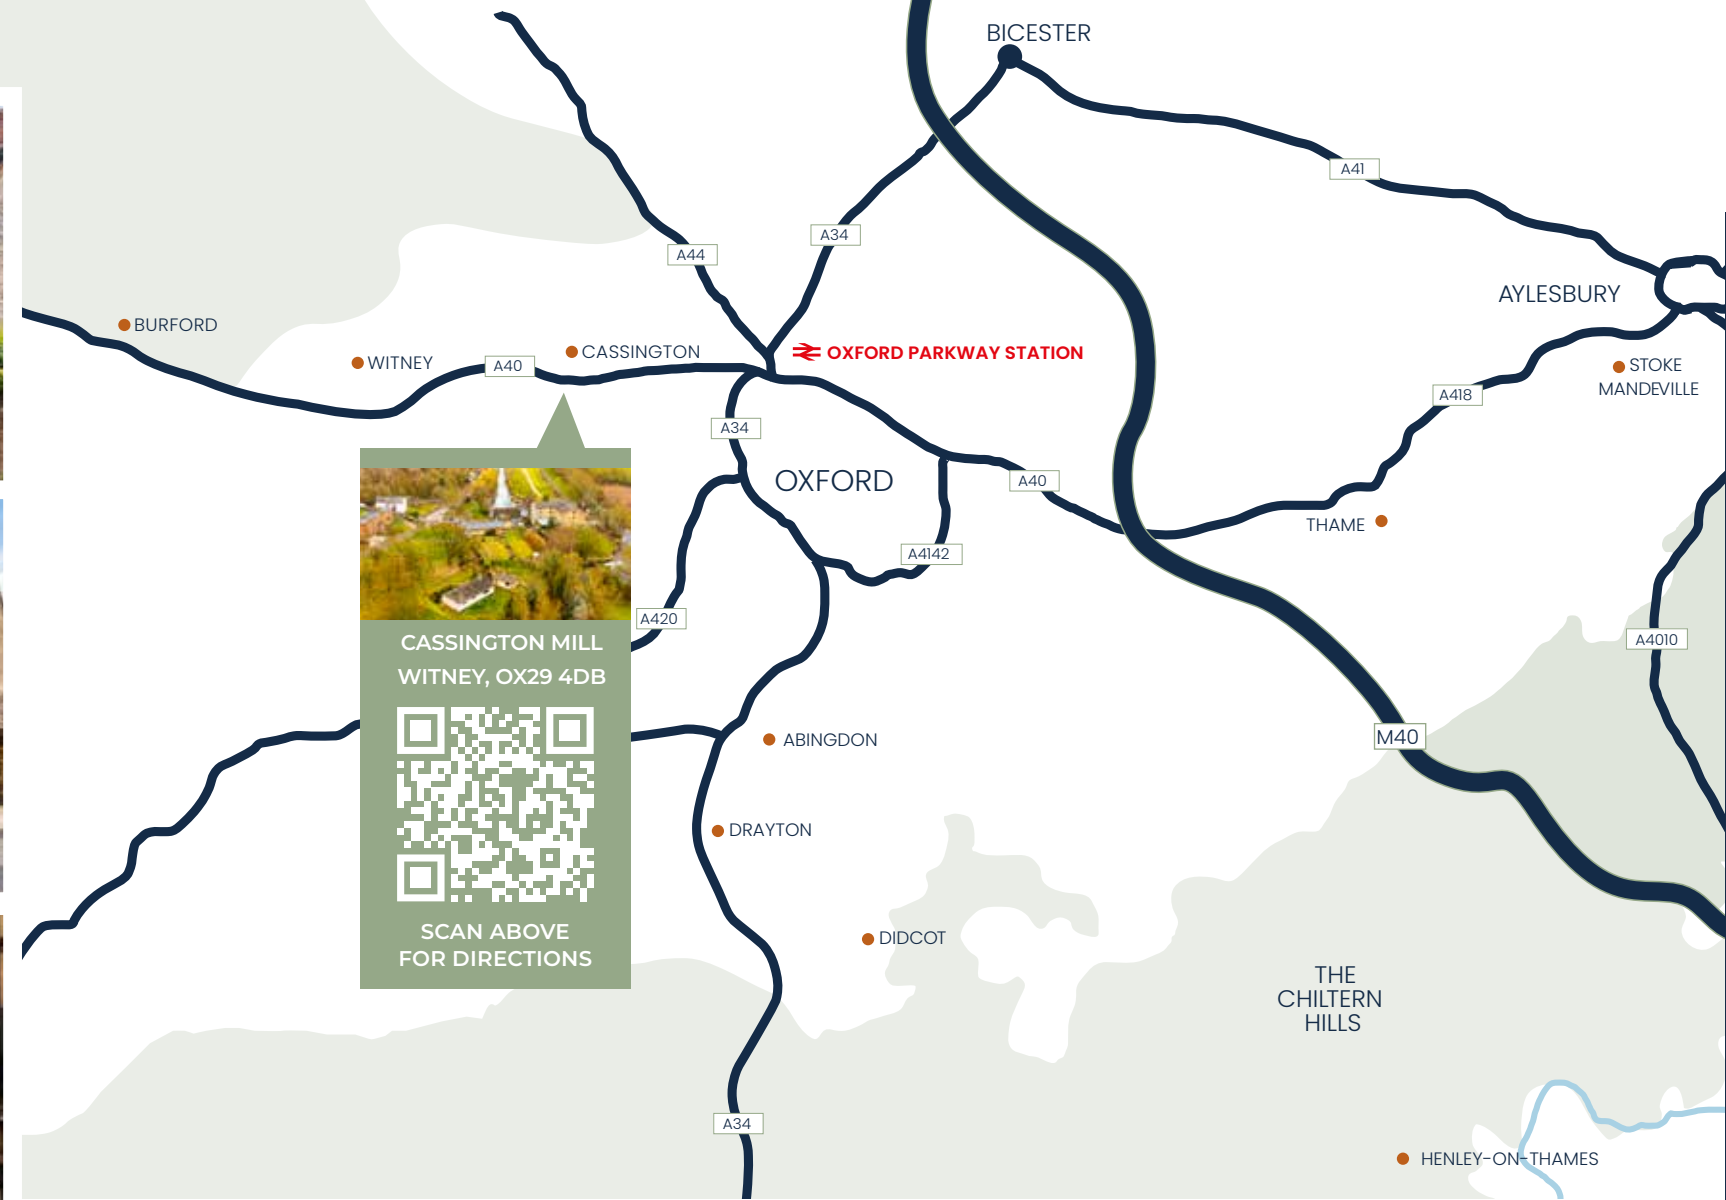 BICESTER
A41
A34
A44
AYLESBURY
BURFORD
CASSINGTON
OXFORD PARKWAY STATION
WITNEY
A40
STOKE
MANDEVILLE
A418
A34
OXFORD
A40
THAME
A4142
A420
A4010
CASSINGTON MILL
WITNEY, OX29 4DB
SCAN ABOVE
FOR DIRECTIONS
M40
ABINGDON
DRAYTON
DIDCOT
THE
CHILTERN
HILLS
A34
HENLEY-ON-THAMES